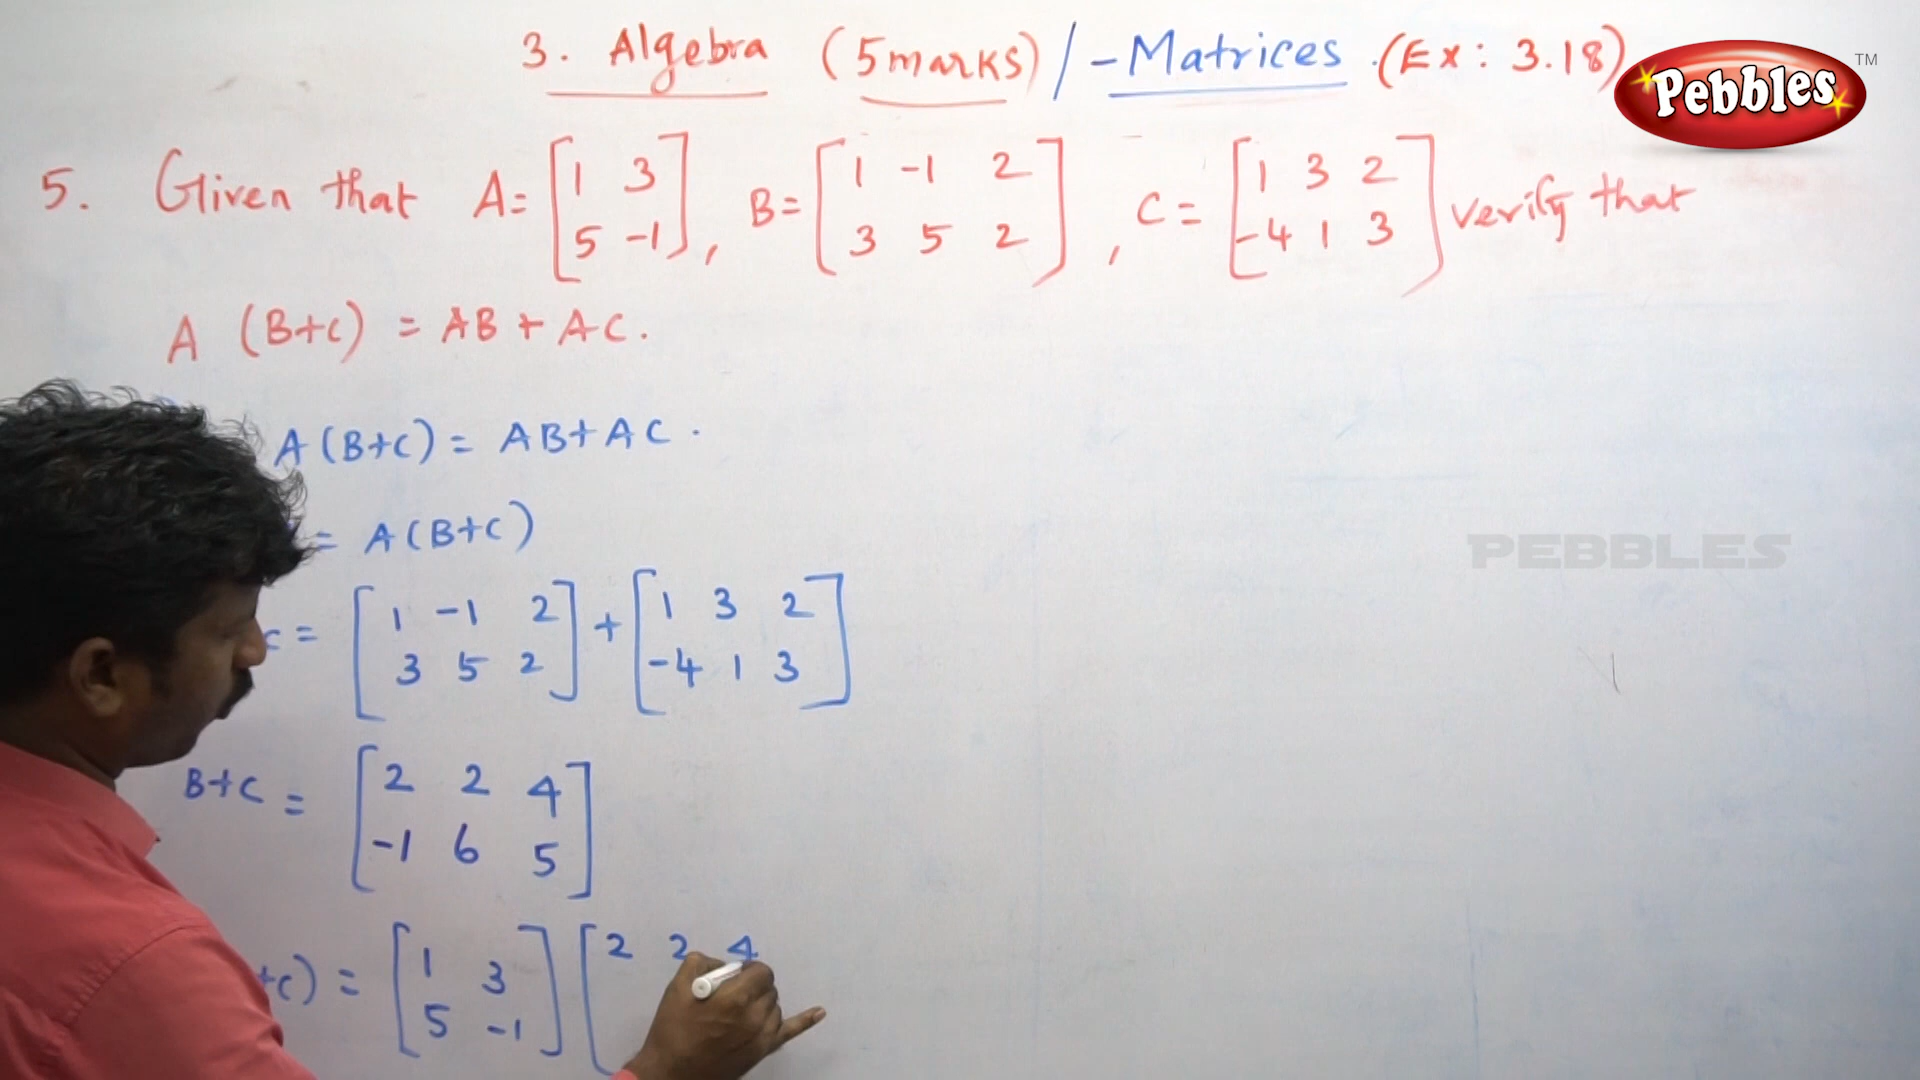 3. Algebra (5marks) / - Matrices . (Ex: 3.18)
Pebbles TM
5. Given that A= [1 3 5 -1], B= [1 -1 2 3 5 2], C= [1 3 2 -4 1 3] verify that
A (B+C) = AB + AC.
A(B+C) = AB+AC.
= A(B+C)
C = [1 -1 2 3 5 2] + [1 3 2 -4 1 3]
PEBBLES
B+C = [2 2 4 -1 6 5]
+C) = [1 3 5 -1] [2 2 4